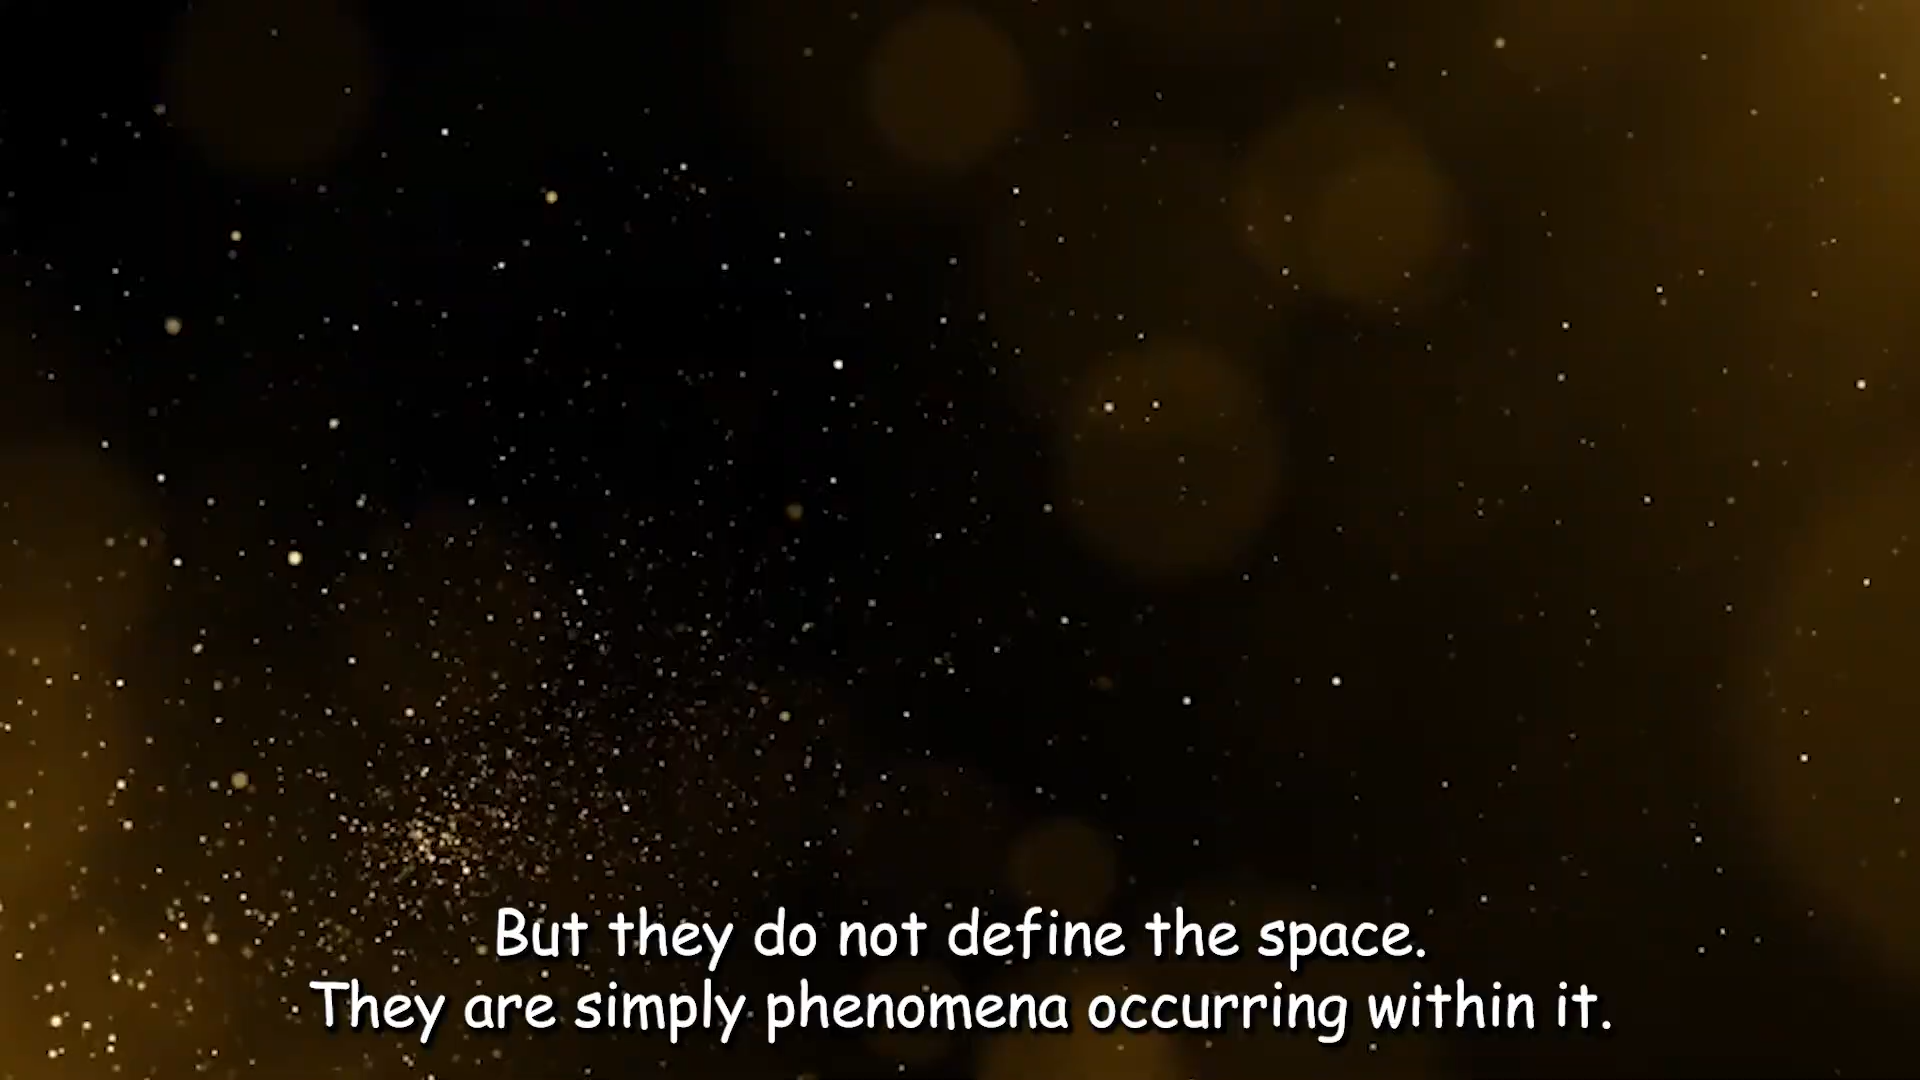 But they do not define the space.
They are simply phenomena occurring within it.